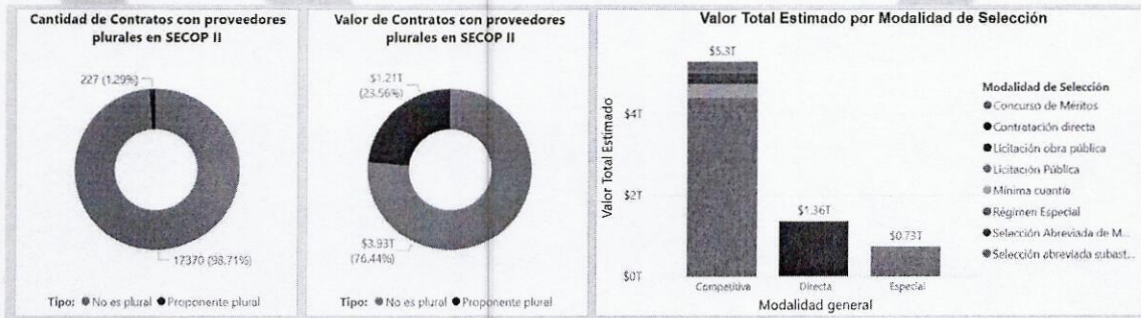 Cantidad de Contratos con proveedores
plurales en SECOP II
227 (1.29%)
17370 (98.71%)
Tipo: No es plural Proponente plural
Valor de Contratos con proveedores
plurales en SECOP II
$1.21T
(23.56%)
$3.93T
(76.44%)
Tipo: No es plural Proponente plural
Valor Total Estimado por Modalidad de Selección
Valor Total Estimado
$4T
$2T
$0T
$5.3T
$1.36T
$0.73T
Competitiva Directa Especial
Modalidad general
Modalidad de Selección
Concurso de Méritos
Contratación directa
Licitación obra pública
Licitación Pública
Mínima cuantía
Régimen Especial
Selección Abreviada de M...
Selección abreviada subast...